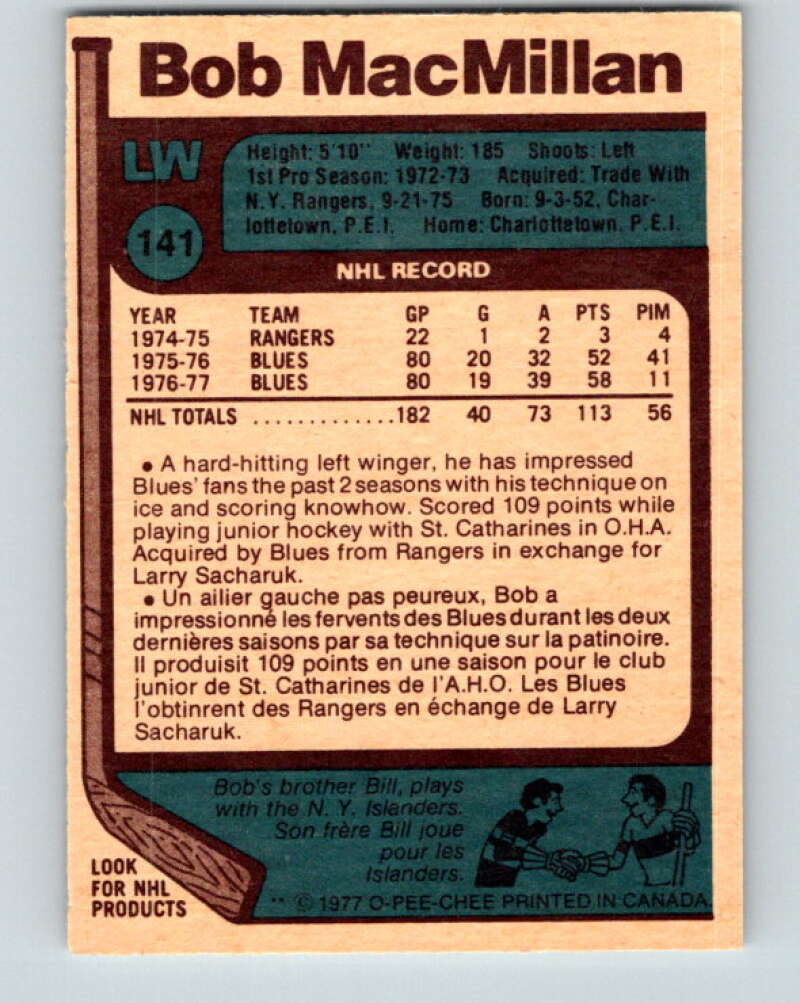 Bob MacMillan
LW
141
Height: 5'10" Weight: 185 Shoots: Left
1st Pro Season: 1972-73 Acquired: Trade With
N.Y. Rangers, 9-21-75 Born: 9-3-52, Char-
lottetown, P.E.I. Home: Charlottetown, P.E.I.
NHL RECORD
YEAR TEAM GP G A PTS PIM
1974-75 RANGERS 22 1 2 3 4
1975-76 BLUES 80 20 32 52 41
1976-77 BLUES 80 19 39 58 11
NHL TOTALS .............182 40 73 113 56
• A hard-hitting left winger, he has impressed
Blues' fans the past 2 seasons with his technique on
ice and scoring knowhow. Scored 109 points while
playing junior hockey with St. Catharines in O.H.A.
Acquired by Blues from Rangers in exchange for
Larry Sacharuk.
• Un ailier gauche pas peureux, Bob a
impressionné les fervents des Blues durant les deux
dernières saisons par sa technique sur la patinoire.
Il produisit 109 points en une saison pour le club
junior de St. Catharines de l'A.H.O. Les Blues
l'obtinrent des Rangers en échange de Larry
Sacharuk.
Bob's brother Bill, plays
with the N. Y. Islanders.
Son frère Bill joue
pour les
Islanders.
LOOK
FOR NHL
PRODUCTS
** © 1977 O-PEE-CHEE PRINTED IN CANADA